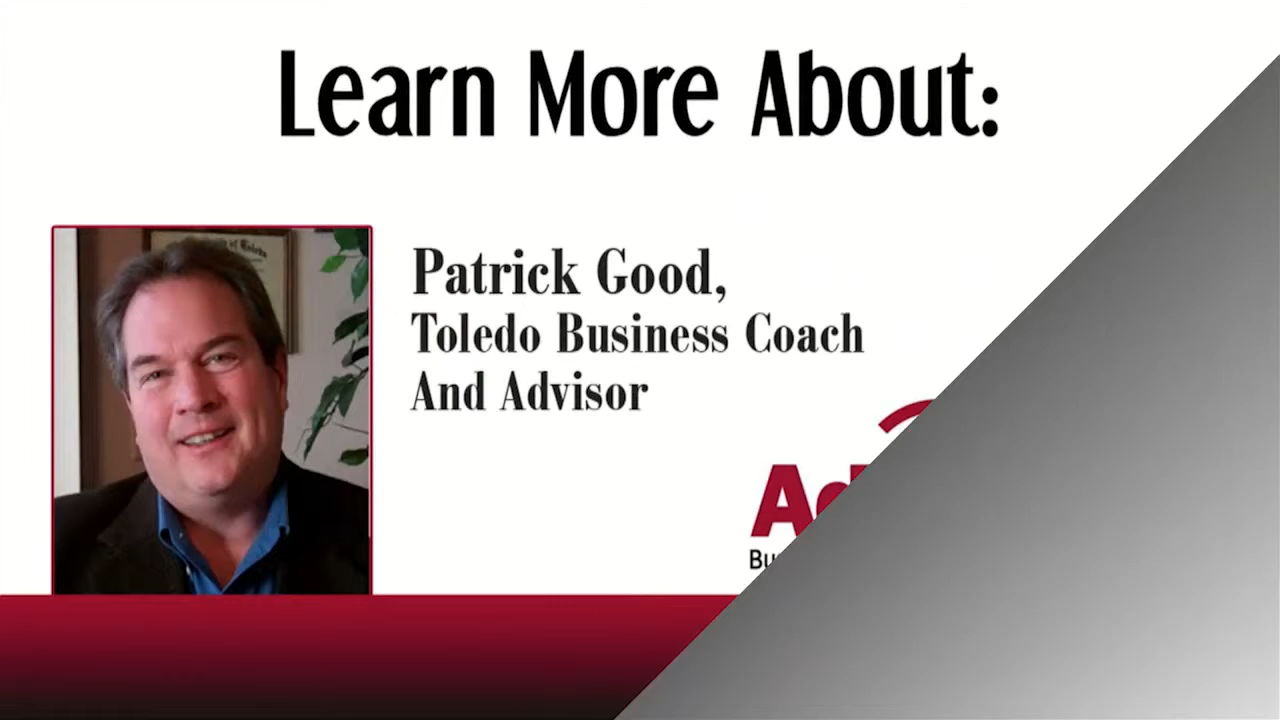 Learn More About:
Patrick Good,
Toledo Business Coach
And Advisor